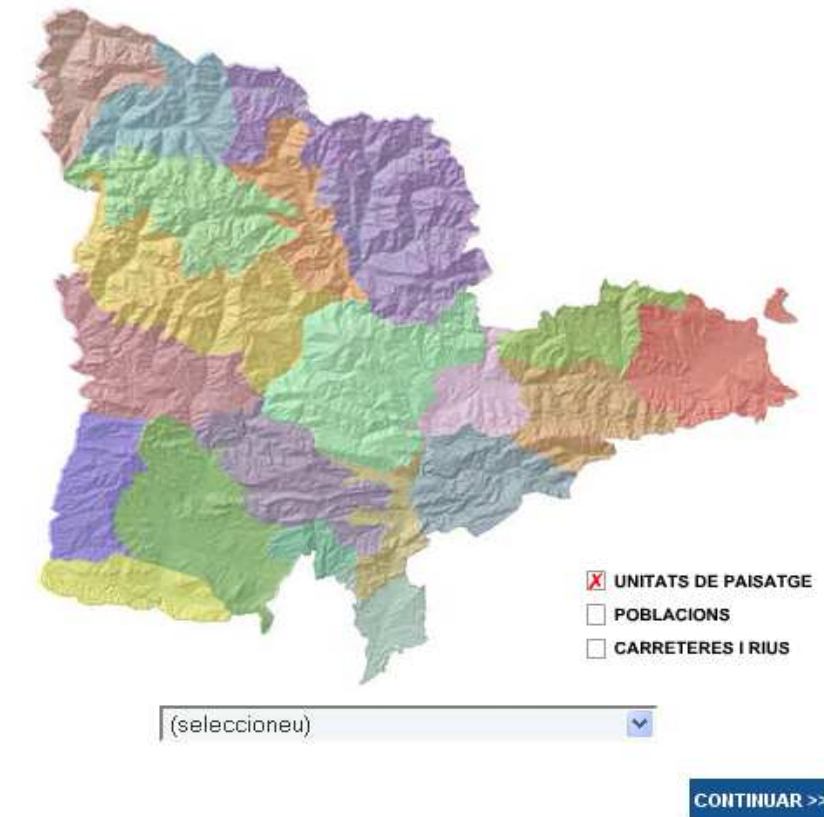 UNITATS DE PAISATGE
POBLACIONS
CARRETERES I RIUS
(seleccioneu)
CONTINUAR >>